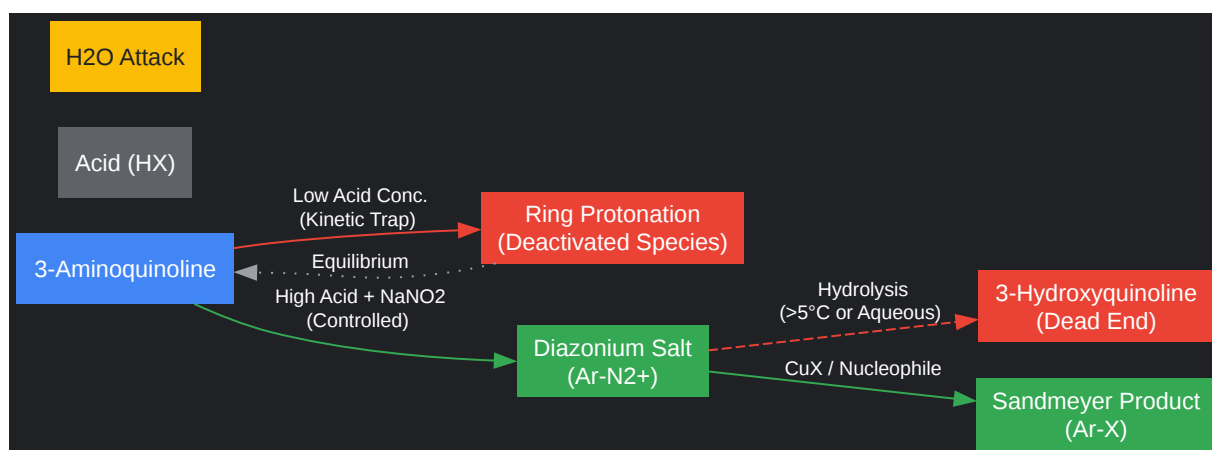 H2O Attack
Acid (HX)
Low Acid Conc.
(Kinetic Trap)
Ring Protonation
(Deactivated Species)
3-Aminoquinoline
Equilibrium
High Acid + NaNO2
(Controlled)
Hydrolysis
(>5°C or Aqueous)
3-Hydroxyquinoline
(Dead End)
Diazonium Salt
(Ar-N2+)
CuX / Nucleophile
Sandmeyer Product
(Ar-X)